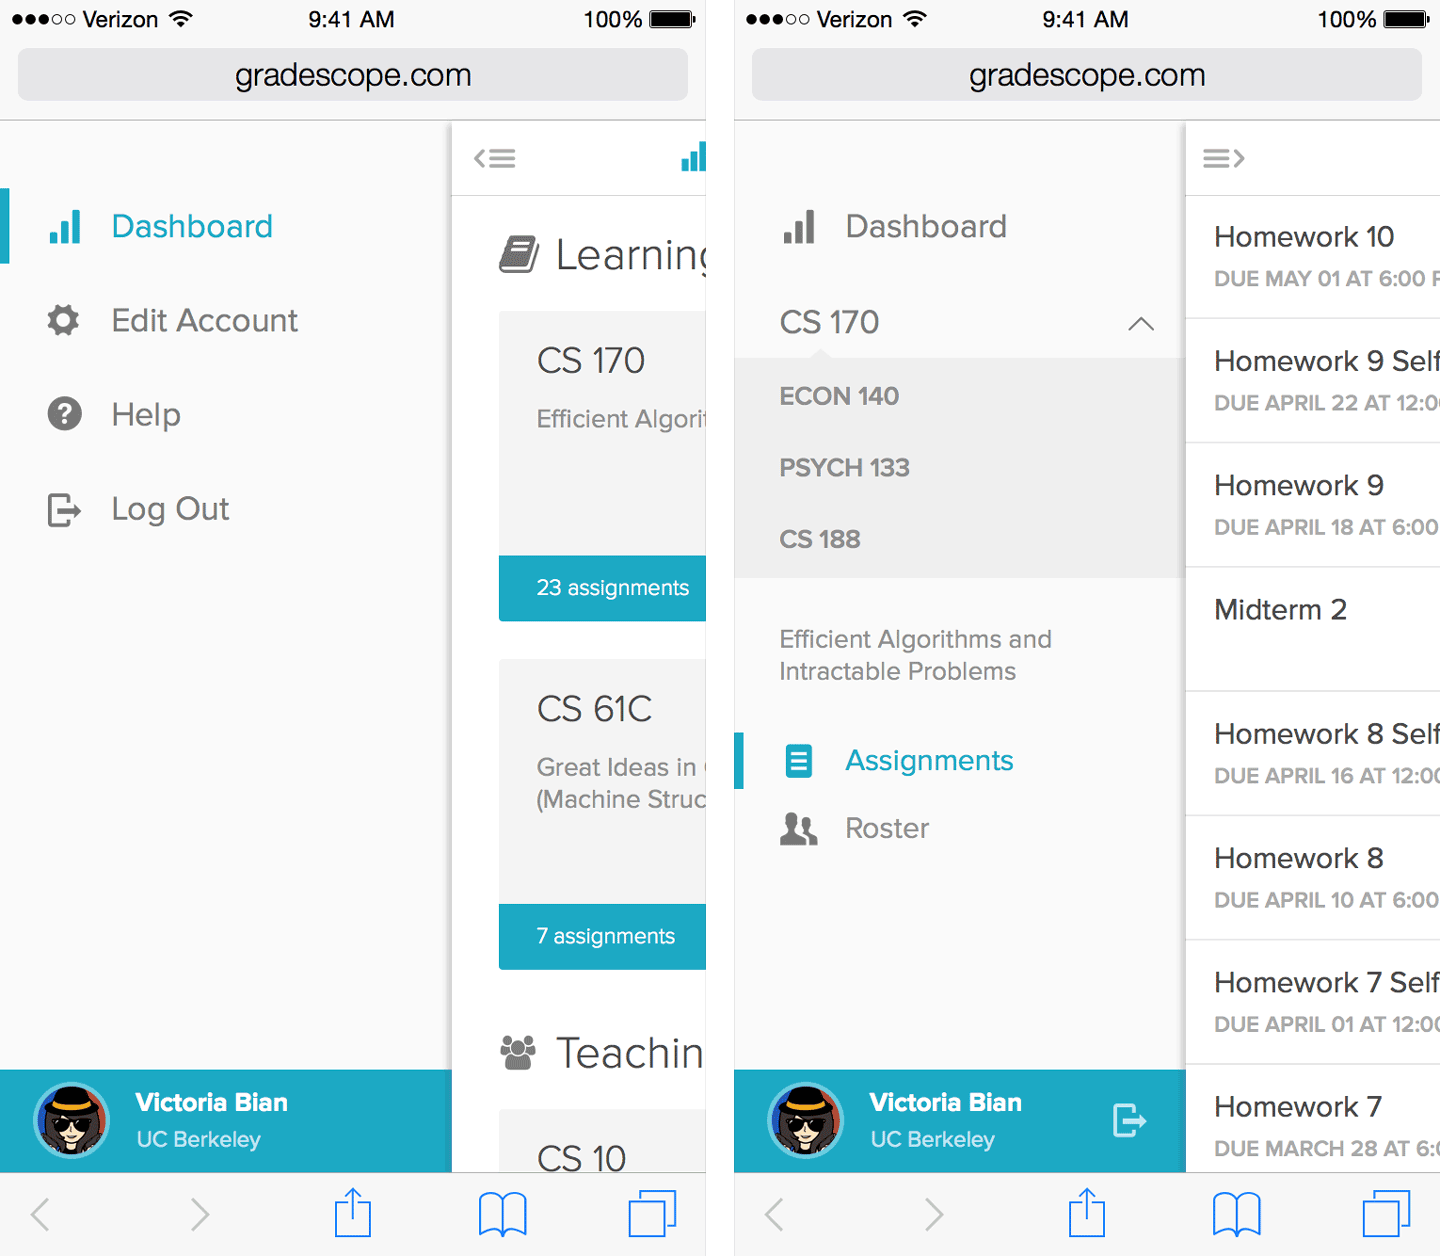 Verizon
9:41 AM
100%
gradescope.com
Dashboard
Edit Account
Help
Log Out
Victoria Bian
UC Berkeley
Learning
CS 170
Efficient Algorit
23 assignments
CS 61C
Great Ideas in
(Machine Struc
7 assignments
Teachin
CS 10
Verizon
9:41 AM
100%
gradescope.com
Dashboard
CS 170
ECON 140
PSYCH 133
CS 188
Efficient Algorithms and
Intractable Problems
Assignments
Roster
Victoria Bian
UC Berkeley
Homework 10
DUE MAY 01 AT 6:00 P
Homework 9 Self
DUE APRIL 22 AT 12:00
Homework 9
DUE APRIL 18 AT 6:00
Midterm 2
Homework 8 Self
DUE APRIL 16 AT 12:00
Homework 8
DUE APRIL 10 AT 6:00
Homework 7 Self
DUE APRIL 01 AT 12:00
Homework 7
DUE MARCH 28 AT 6:0